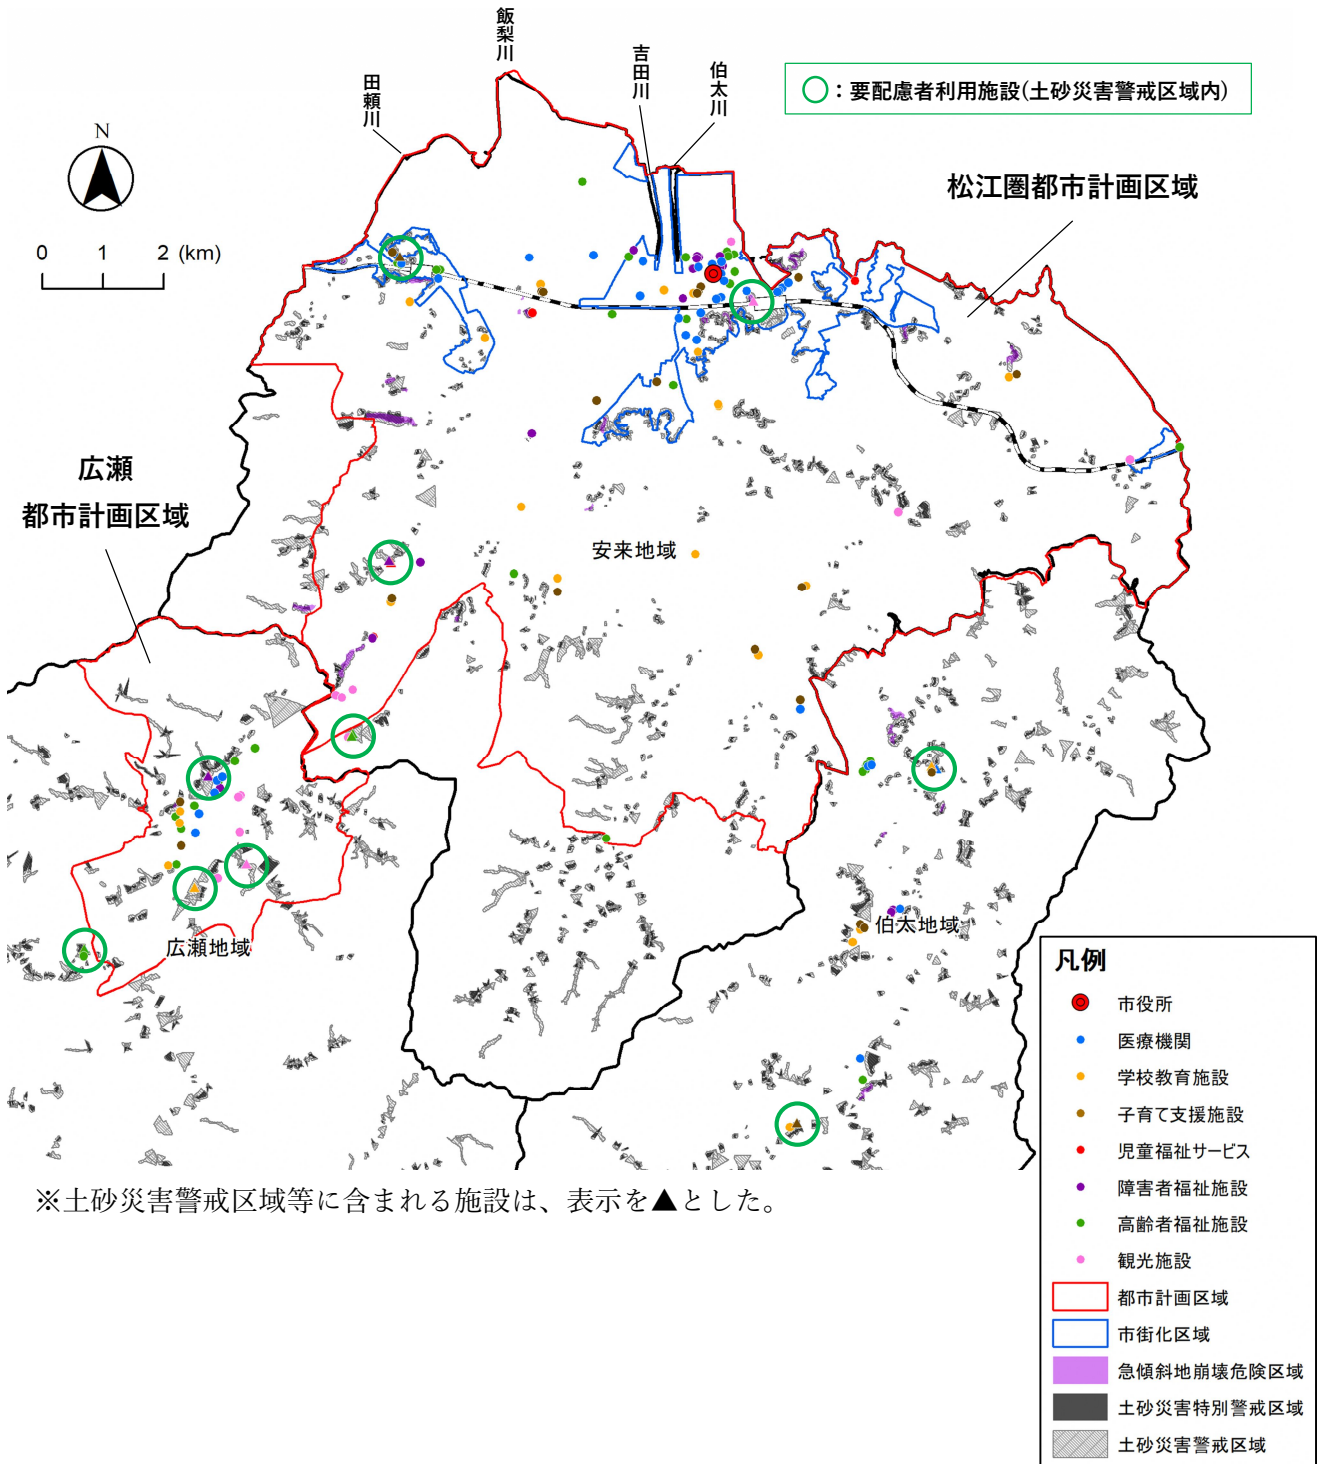 飯梨川
吉田川
伯太川
田頼川
○：要配慮者利用施設(土砂災害警戒区域内)
N
0 1 2 (km)
松江圏都市計画区域
広瀬
都市計画区域
安来地域
伯太地域
広瀬地域
凡例
市役所
医療機関
学校教育施設
子育て支援施設
児童福祉サービス
障害者福祉施設
高齢者福祉施設
観光施設
都市計画区域
市街化区域
急傾斜地崩壊危険区域
土砂災害特別警戒区域
土砂災害警戒区域
※土砂災害警戒区域等に含まれる施設は、表示を▲とした。